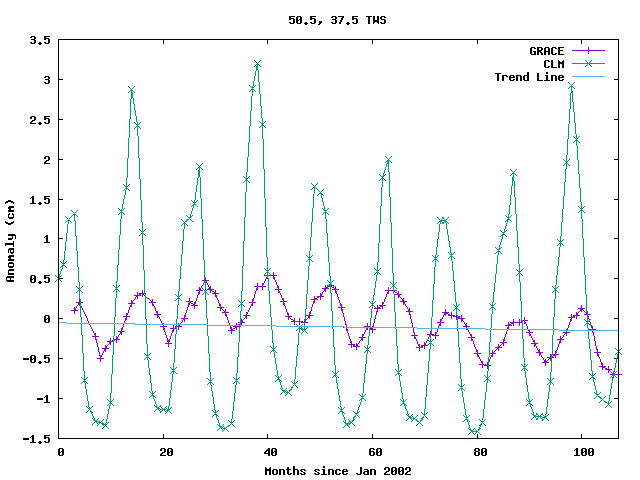 50.5, 37.5 TWS
GRACE
CLM
Trend Line
3.5
3
2.5
2
1.5
1
0.5
0
-0.5
-1
-1.5
Anomaly (cm)
0 20 40 60 80 100
Months since Jan 2002